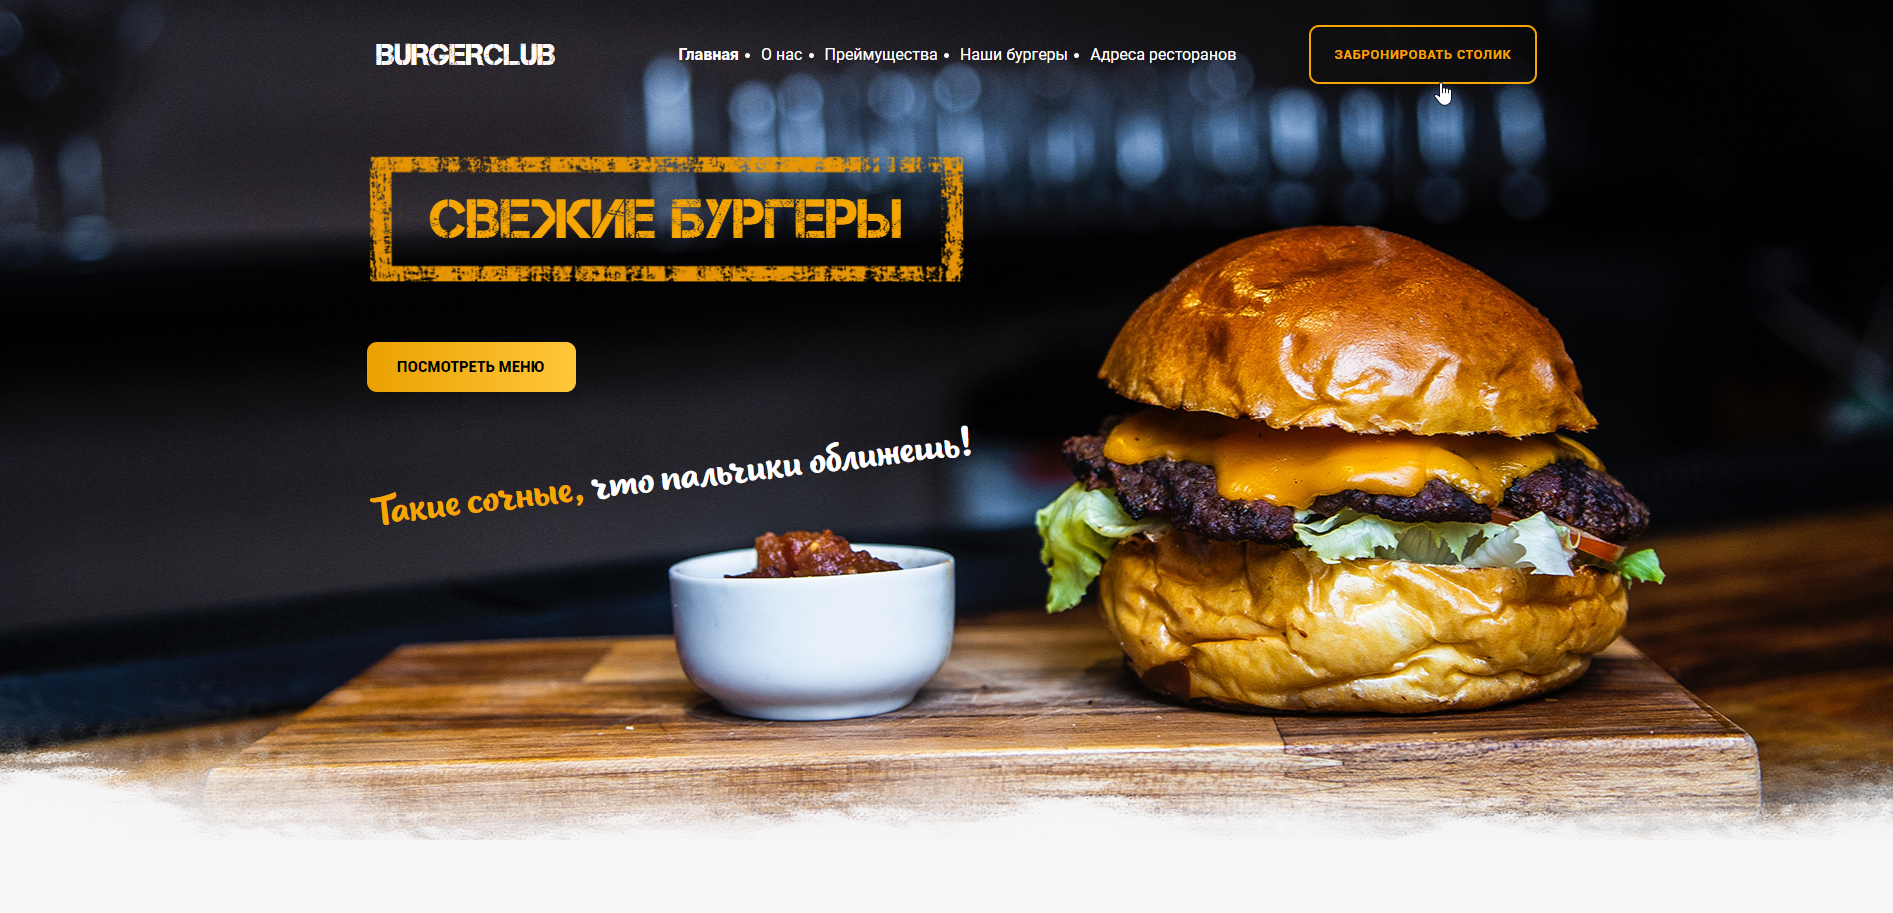 BURGERCLUB
Главная • О нас • Преимущества • Наши бургеры • Адреса ресторанов
ЗАБРОНИРОВАТЬ СТОЛИК
СВЕЖИЕ БУРГЕРЫ
ПОСМОТРЕТЬ МЕНЮ
Такие сочные, что пальчики оближешь!